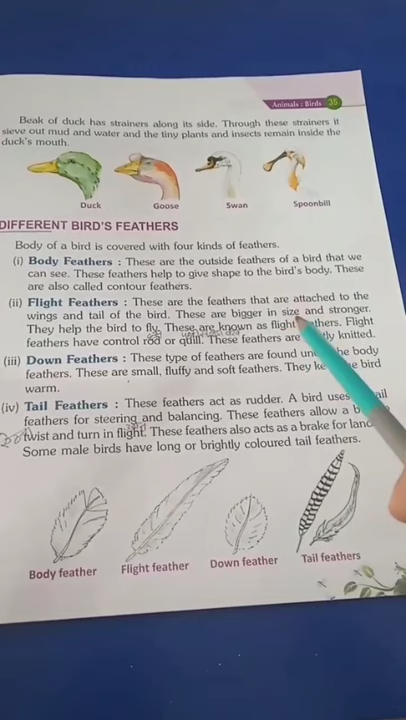 Animals : Birds 35
Beak of duck has strainers along its side. Through these strainers it
sieve out mud and water and the tiny plants and insects remain inside the
duck's mouth.
Duck Goose Swan Spoonbill
DIFFERENT BIRD'S FEATHERS
Body of a bird is covered with four kinds of feathers.
(i) Body Feathers : These are the outside feathers of a bird that we
can see. These feathers help to give shape to the bird's body. These
are also called contour feathers.
(ii) Flight Feathers : These are the feathers that are attached to the
wings and tail of the bird. These are bigger in size and stronger.
They help the bird to fly. These are known as flight feathers. Flight
feathers have control rod or quill. These feathers are knitted.
(iii) Down Feathers : These type of feathers are found the body
feathers. These are small, fluffy and soft feathers. They bird
warm.
(iv) Tail Feathers : These feathers act as rudder. A bird uses tail
feathers for steering and balancing. These feathers allow a
twist and turn in flight. These feathers also acts as a brake for
Some male birds have long or brightly coloured tail feathers.
Body feather Flight feather Down feather Tail feathers